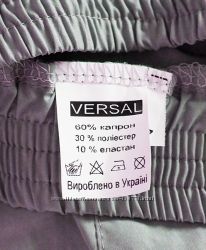 VERSAL
60% капрон
30 % поліестер
10 % еластан
Вироблено в Україні